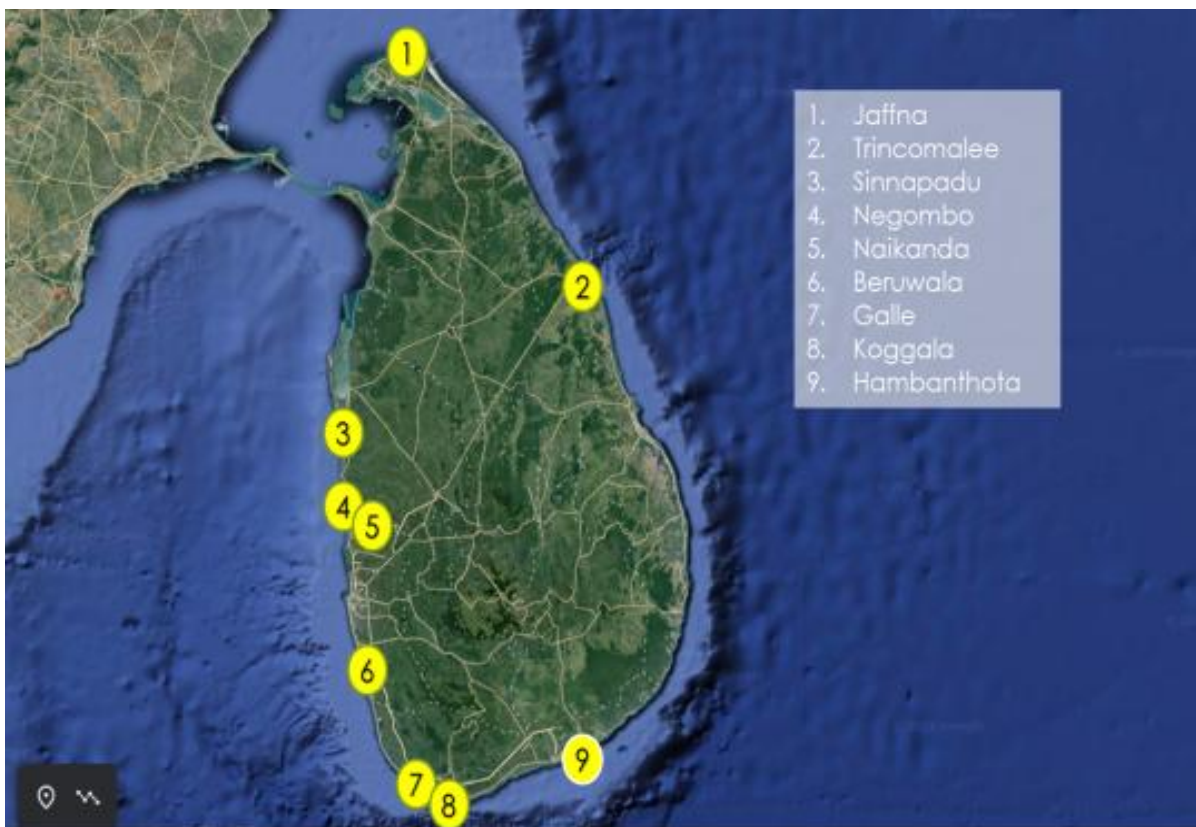 1
2
3
4
5
6
7
8
9
1. Jaffna
2. Trincomalee
3. Sinnapadu
4. Negombo
5. Naikanda
6. Beruwala
7. Galle
8. Koggala
9. Hambanthota